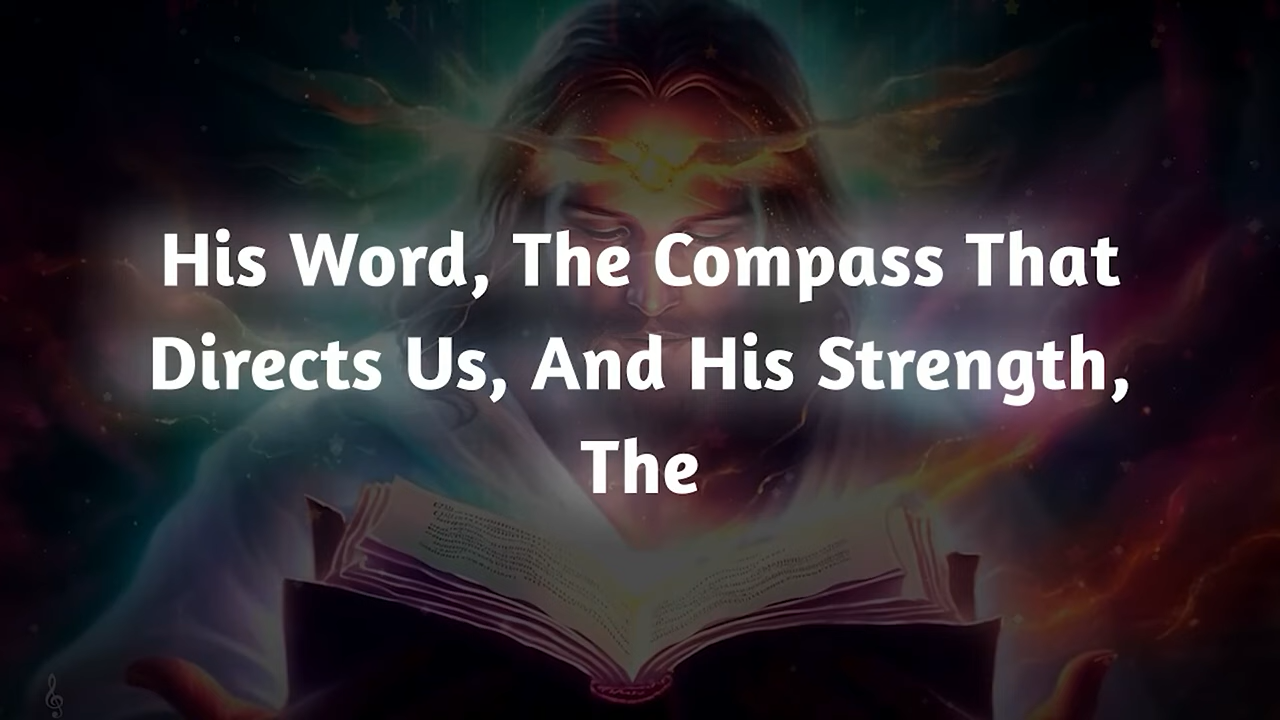 His Word, The Compass That
Directs Us, And His Strength,
The